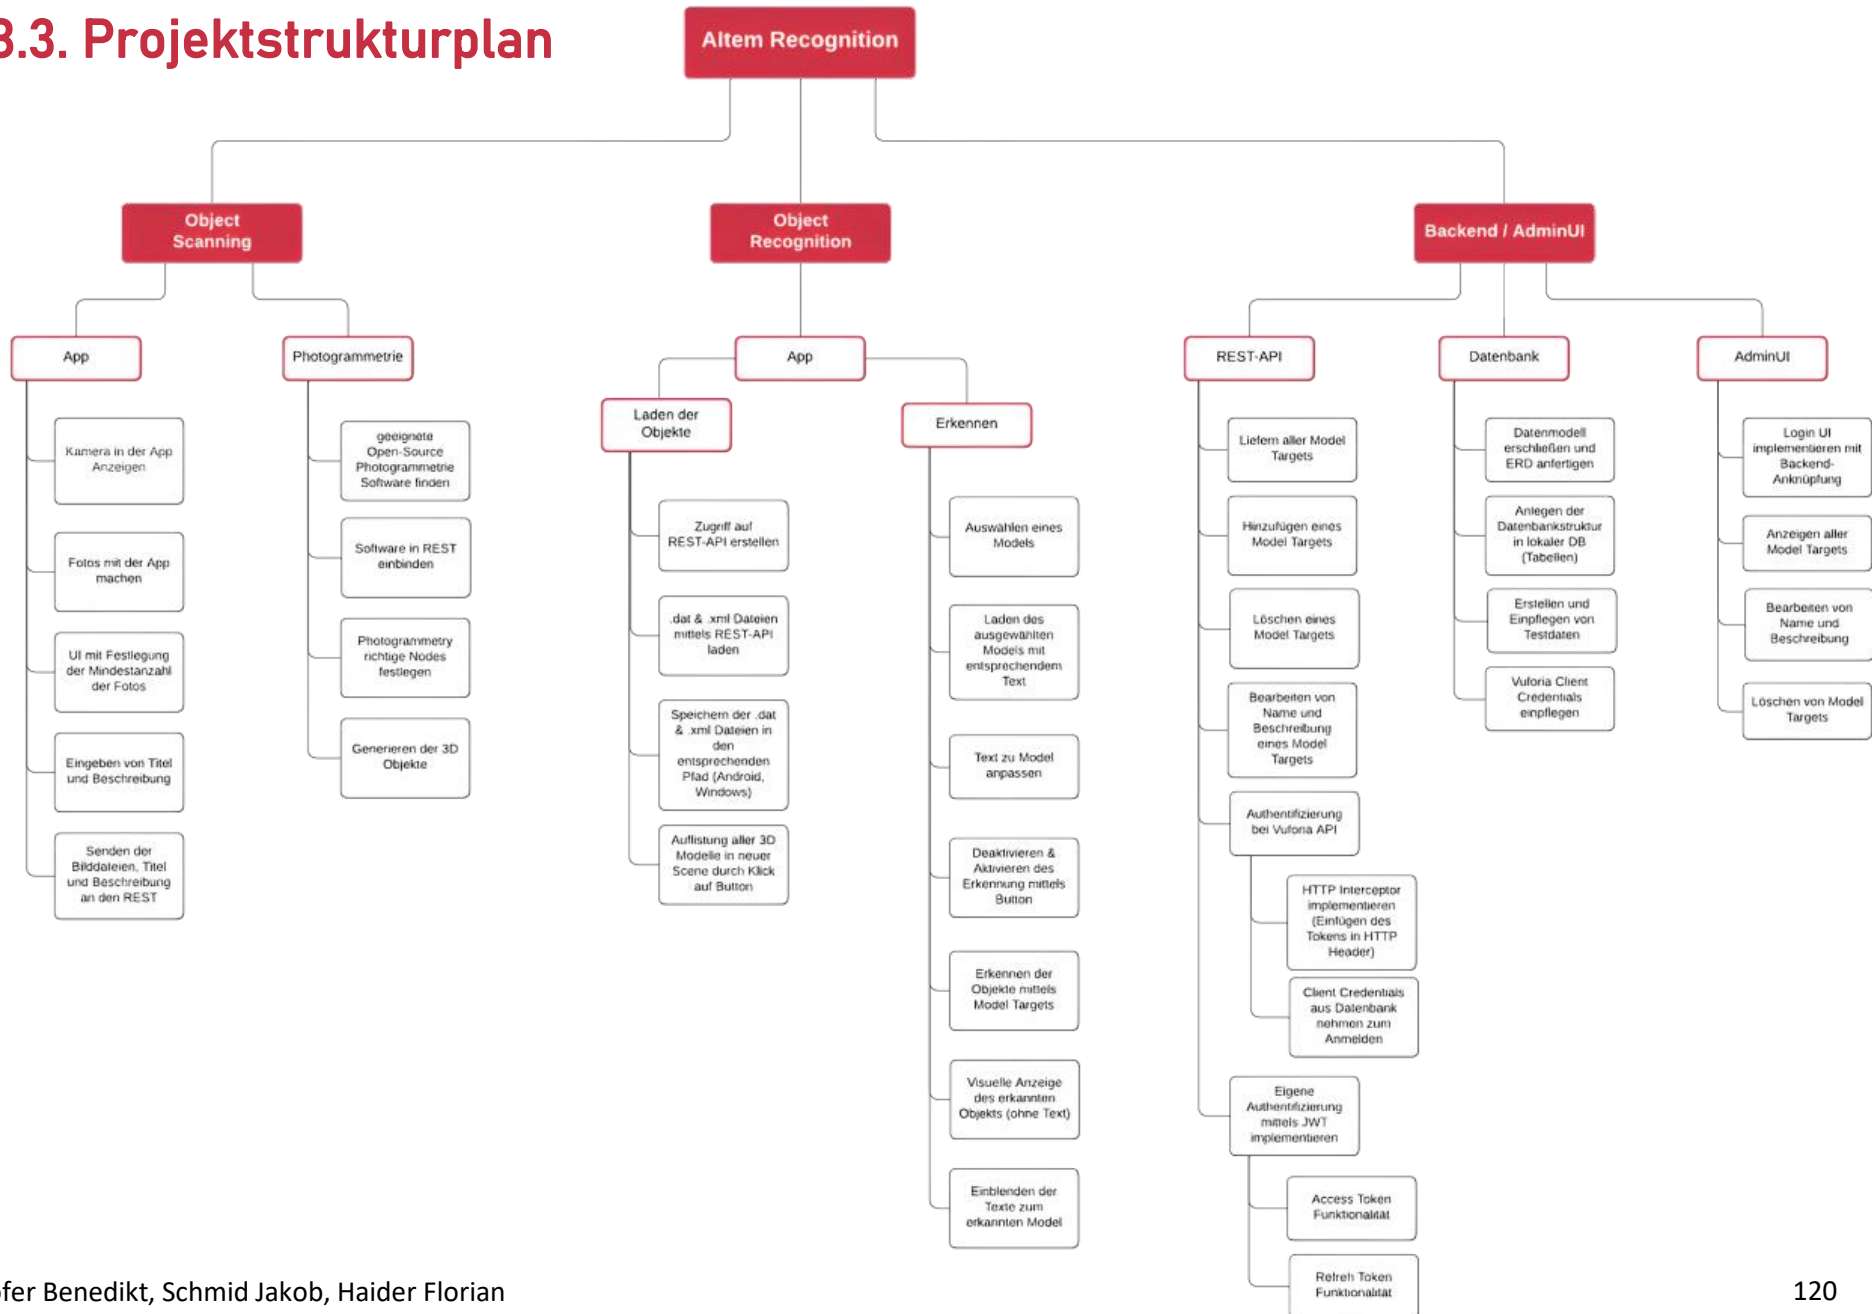 3.3. Projektstrukturplan
AItem Recognition
Object
Scanning
App
Kamera in der App
Anzeigen
Fotos mit der App
machen
UI mit Festlegung
der Mindestanzahl
der Fotos
Eingeben von Titel
und Beschreibung
Senden der
Bilddateien, Titel
und Beschreibung
an den REST
Photogrammetrie
geeignete
Open-Source
Photogrammetrie
Software finden
Software in REST
einbinden
Photogrammetry
richtige Nodes
festlegen
Generieren der 3D
Objekte
Object
Recognition
App
Laden der
Objekte
Zugriff auf
REST-API erstellen
.dat & .xml Dateien
mittels REST-API
laden
Speichern der .dat
& .xml Dateien in
den
entsprechenden
Pfad (Android,
Windows)
Auflistung aller 3D
Modelle in neuer
Scene durch Klick
auf Button
Erkennen
Auswählen eines
Models
Laden des
ausgewählten
Models mit
entsprechendem
Text
Text zu Model
anpassen
Deaktivieren &
Aktivieren des
Erkennung mittels
Button
Erkennen der
Objekte mittels
Model Targets
Visuelle Anzeige
des erkannten
Objekts (ohne Text)
Einblenden der
Texte zum
erkannten Model
Backend / AdminUI
REST-API
Liefern aller Model
Targets
Hinzufügen eines
Model Targets
Löschen eines
Model Targets
Bearbeiten von
Name und
Beschreibung
eines Model
Targets
Authentifizierung
bei Vuforia API
HTTP Interceptor
implementieren
(Einfügen des
Tokens in HTTP
Header)
Client Credentials
aus Datenbank
nehmen zum
Anmelden
Eigene
Authentifizierung
mittels JWT
implementieren
Access Token
Funktionalität
Refreh Token
Funktionalität
Datenbank
Datenmodell
erschließen und
ERD anfertigen
Anlegen der
Datenbankstruktur
in lokaler DB
(Tabellen)
Erstellen und
Einpflegen von
Testdaten
Vuforia Client
Credentials
einpflegen
AdminUI
Login UI
implementieren mit
Backend-
Anknüpfung
Anzeigen aller
Model Targets
Bearbeiten von
Name und
Beschreibung
Löschen von Model
Targets
ofer Benedikt, Schmid Jakob, Haider Florian
120